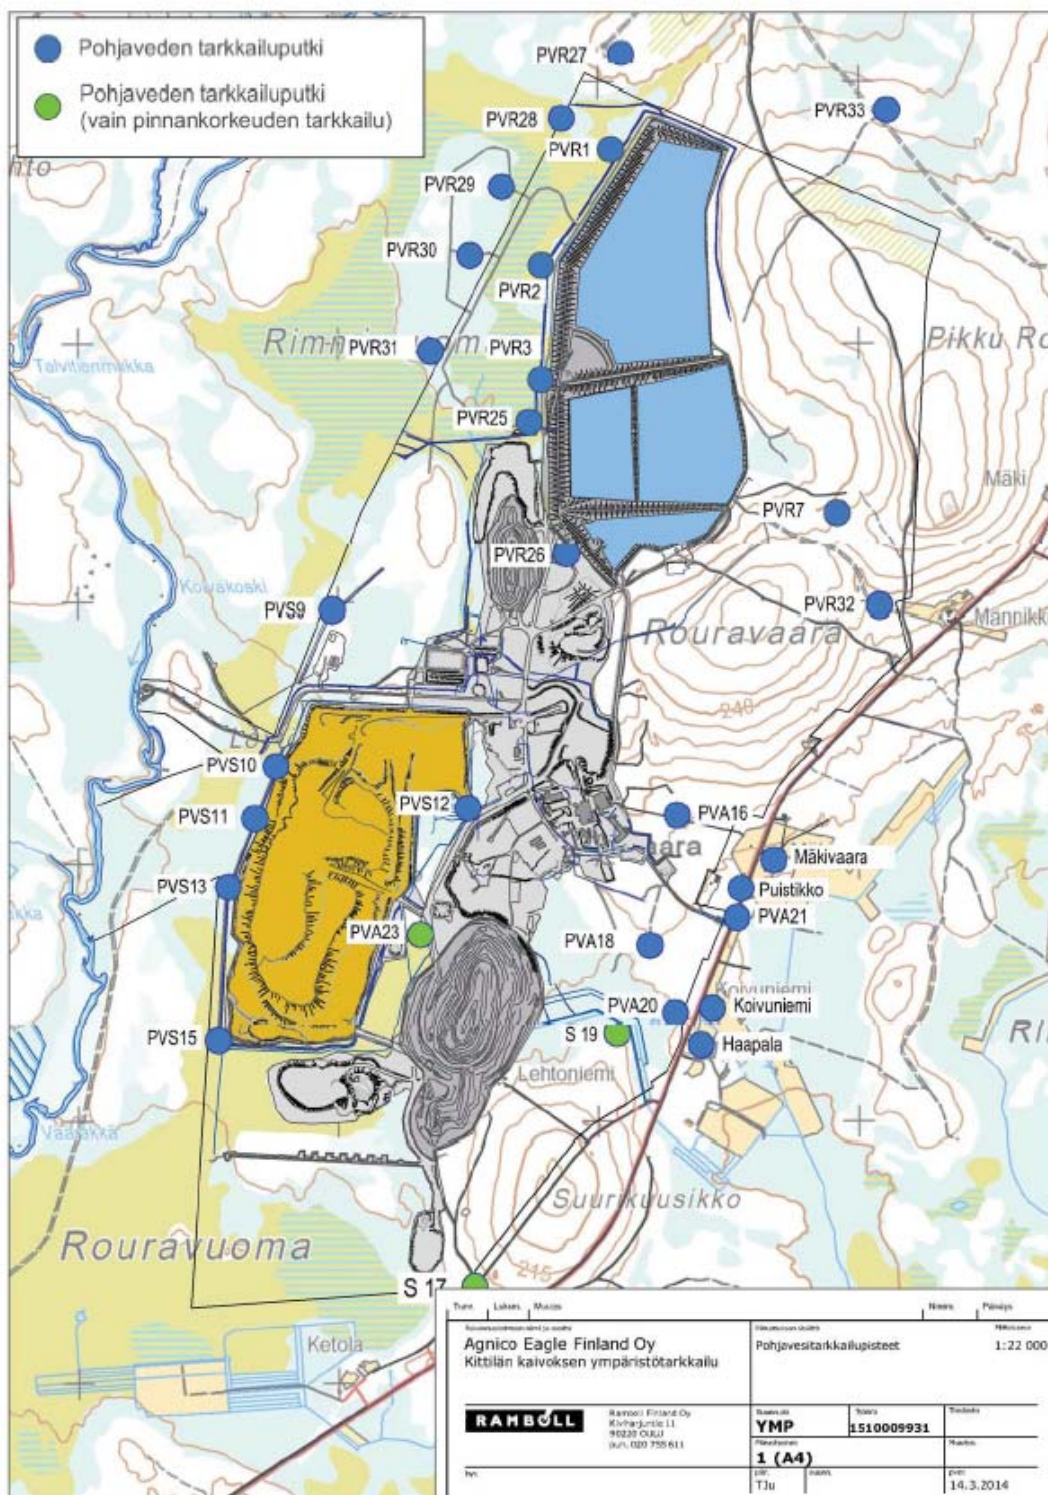 Pohjaveden tarkkailuputki
Pohjaveden tarkkailuputki
(vain pinnankorkeuden tarkkailu)
PVR27
PVR33
PVR28
PVR1
PVR29
PVR30
PVR2
PVR31
PVR3
Pikku Ro
Talvitienmukka
PVR25
Mäki
PVR7
PVR26
Koivakoski
PVS9
PVR32
Männikkö
Rouravaara
240
PVS10
PVS12
PVA16
PVS11
aara
Mäkivaara
PVS13
Puistikko
PVA21
PVA23
PVA18
Koivuniemi
PVA20
Koivuniemi
S 19
PVS15
Haapala
Lehtoniemi
Suurikuusikko
Rouravuoma
215
S 17
Ketola
Agnico Eagle Finland Oy
Kittilän kaivoksen ympäristötarkkailu
Pohjavesitarkkailupisteet
1:22 000
RAMBOLL
Ramboll Finland Oy
Kiviharjuntie 11
90220 OULU
puh. 020 755 611
YMP
1510009931
1 (A4)
TJu
14.3.2014